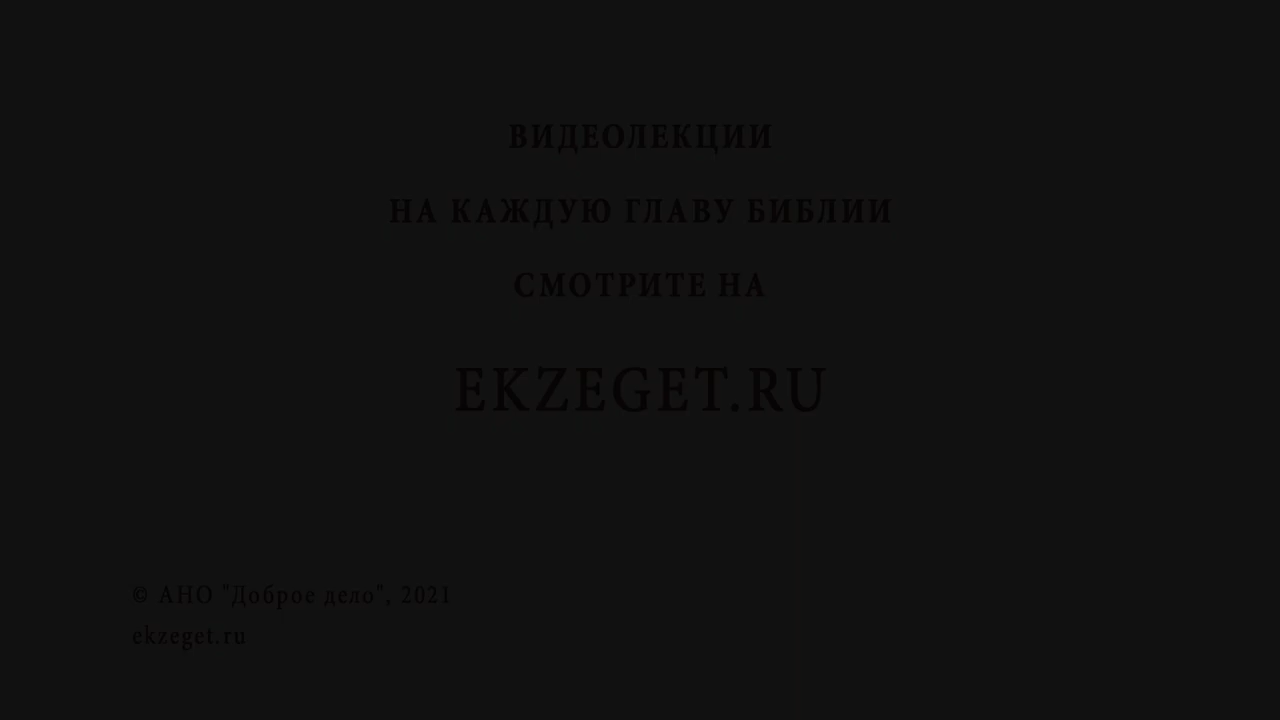 ВИДЕОЛЕКЦИИ
НА КАЖДУЮ ГЛАВУ БИБЛИИ
СМОТРИТЕ НА
EKZEGET.RU
© АНО "Доброе дело", 2021
ekzeget.ru